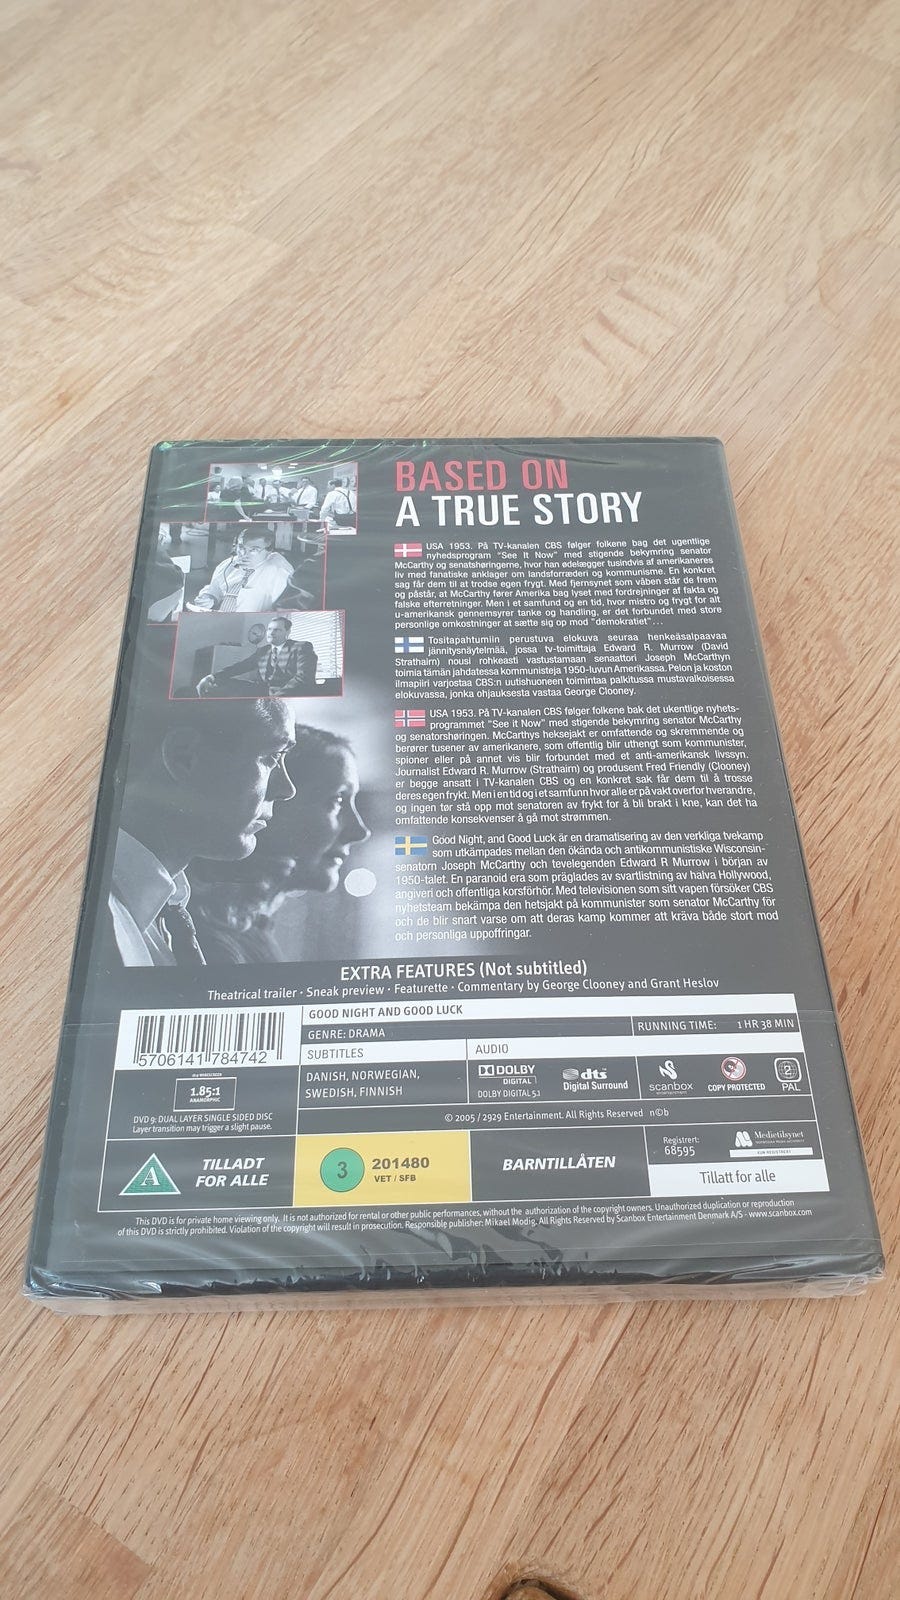 BASED ON
A TRUE STORY
USA 1953. På TV-kanalen CBS følger folkene bag det ugentlige
nyhedsprogram "See It Now" med stigende bekymring senator
McCarthy og senatshøringerne, hvor han ødelægger tusindvis af amerikaneres
liv med fanatiske anklager om landsforræderi og kommunisme. En konkret
sag får dem til at trodse egen frygt. Med fjernsynet som våben står de frem
og påstår, at McCarthy fører Amerika bag lyset med fordrejninger af fakta og
falske efterretninger. Men i et samfund og en tid, hvor mistro og frygt for alt
u-amerikansk gennemsyrer tanke og handling, er det forbundet med store
personlige omkostninger at sætte sig op mod "demokratiet"...
Tositapahtumiin perustuva elokuva seuraa henkeäsalpaavaa
jännitysnäytelmää, jossa tv-toimittaja Edward R. Murrow (David
Strathairn) nousi rohkeasti vastustamaan senaattori Joseph McCarthyn
toimia tämän jahdatessa kommunisteja 1950-luvun Amerikassa. Pelon ja koston
ilmapiiri varjostaa CBS:n uutishuoneen toimintaa palkitussa mustavalkoisessa
elokuvassa, jonka ohjauksesta vastaa George Clooney.
USA 1953. På TV-kanalen CBS følger folkene bak det ukentlige nyhets-
programmet "See it Now" med stigende bekymring senator McCarthy
og senatorshøringen. McCarthys heksejakt er omfattende og skremmende og
berører tusener av amerikanere, som offentlig blir uthengt som kommunister,
spioner eller på annet vis blir forbundet med et anti-amerikansk livssyn.
Journalist Edward R. Murrow (Strathairn) og produsent Fred Friendly (Clooney)
er begge ansatt i TV-kanalen CBS og en konkret sak får dem til å trosse
deres egen frykt. Men i en tid og i et samfunn hvor alle er på vakt overfor hverandre,
og ingen tør stå opp mot senatoren av frykt for å bli brakt i kne, kan det ha
omfattende konsekvenser å gå mot strømmen.
Good Night, and Good Luck är en dramatisering av den verkliga tvekamp
som utkämpades mellan den ökända och antikommunistiske Wisconsin-
senatorn Joseph McCarthy och tevelegenden Edward R Murrow i början av
1950-talet. En paranoid era som präglades av svartlistning av halva Hollywood,
angiveri och offentliga korsförhör. Med televisionen som sitt vapen försöker CBS
nyhetsteam bekämpa den hetsjakt på kommunister som senator McCarthy för
och de blir snart varse om att deras kamp kommer att kräva både stort mod
och personliga uppoffringar.
EXTRA FEATURES (Not subtitled)
Theatrical trailer · Sneak preview · Featurette · Commentary by George Clooney and Grant Heslov
5706141 784742
GOOD NIGHT AND GOOD LUCK
GENRE: DRAMA
RUNNING TIME: 1 HR 38 MIN
SUBTITLES
AUDIO
DANISH, NORWEGIAN,
SWEDISH, FINNISH
DOLBY
DIGITAL
DOLBY DIGITAL 5.1
dts
Digital Surround
scanbox
COPY PROTECTED
2
PAL
16:9 WIDESCREEN
1.85:1
ANAMORPHIC
DVD 9: DUAL LAYER SINGLE SIDED DISC
Layer transition may trigger a slight pause.
© 2005 / 2929 Entertainment. All Rights Reserved n©b
A
TILLADT
FOR ALLE
3
201480
VET / SFB
BARNTILLÅTEN
Registrert:
68595
Medietilsynet
Tillatt for alle
This DVD is for private home viewing only. It is not authorized for rental or other public performances, without the authorization of the copyright owners. Unauthorized duplication or reproduction
of this DVD is strictly prohibited. Violation of the copyright will result in prosecution. Responsible publisher: Mikael Modig. All Rights Reserved by Scanbox Entertainment Denmark A/S - www.scanbox.com